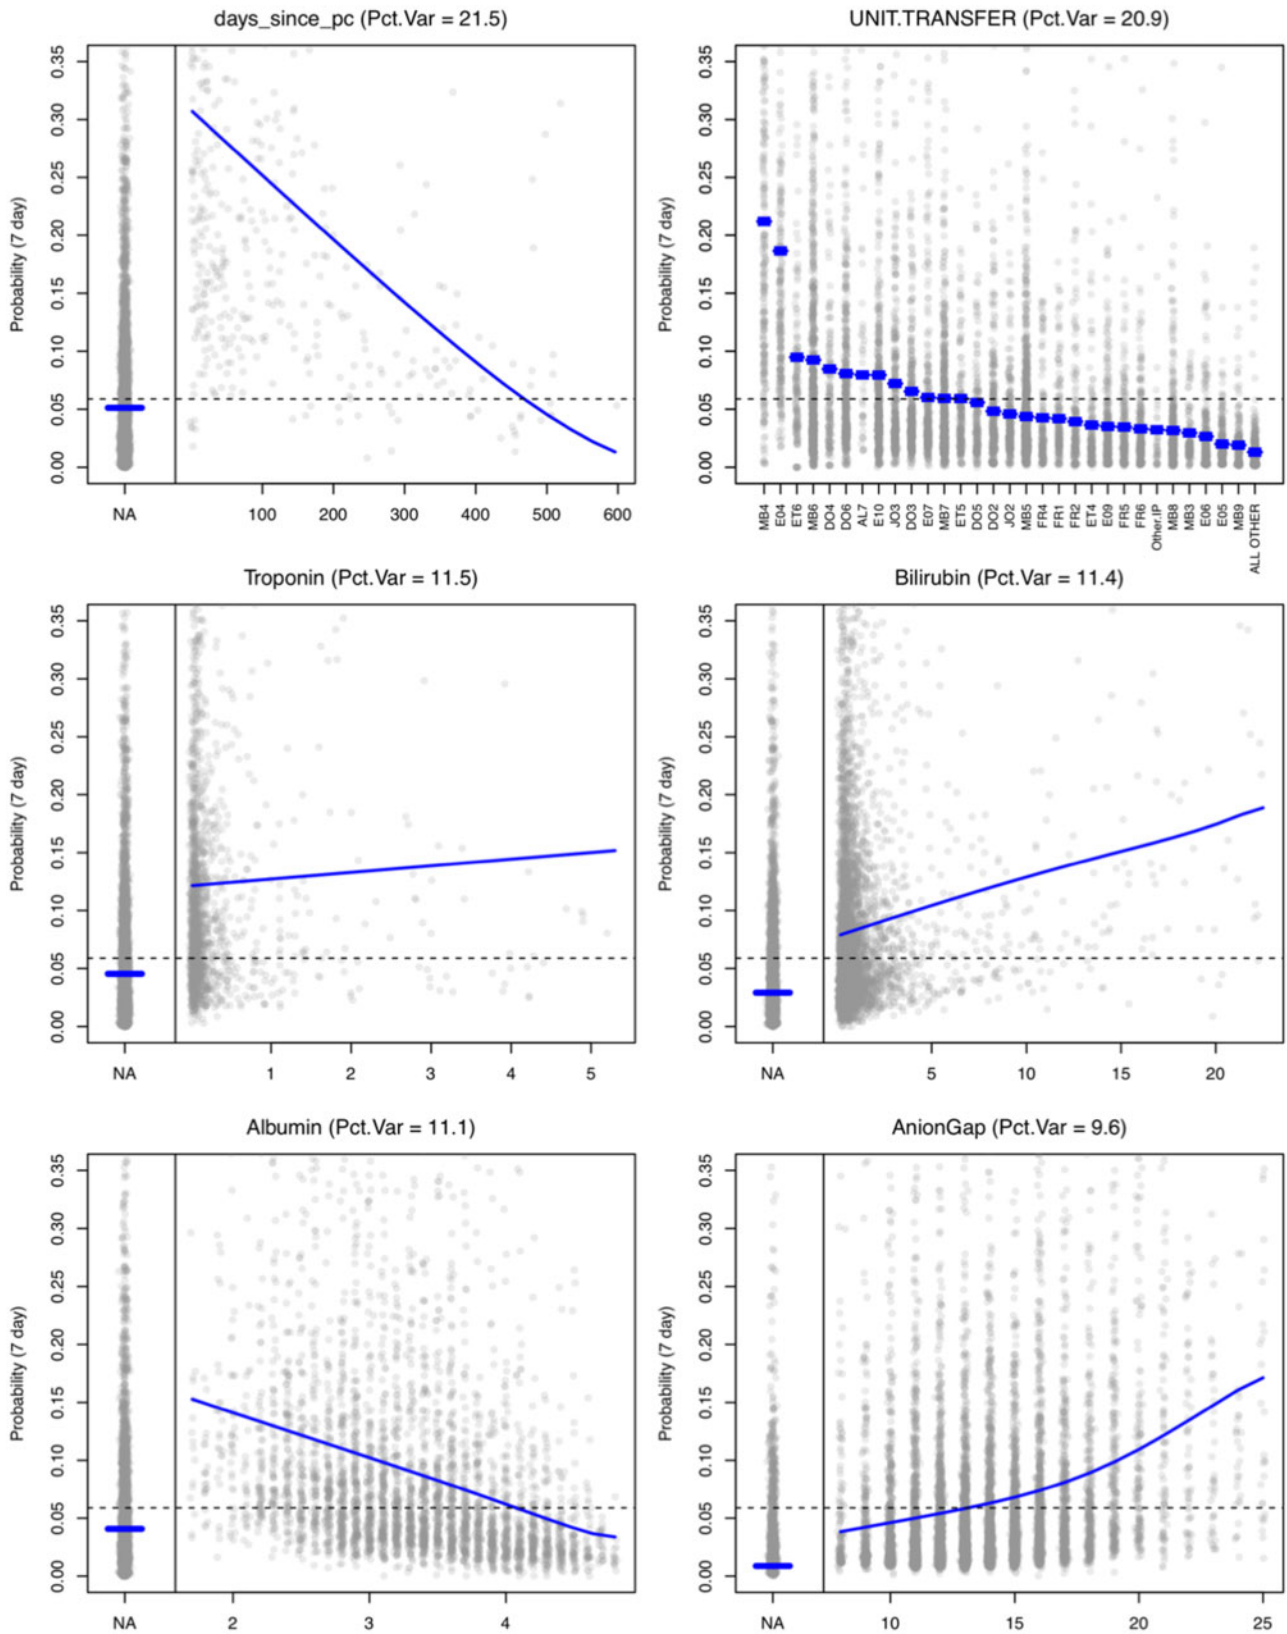 days_since_pc (Pct.Var = 21.5)
Probability (7 day)
0.00 0.05 0.10 0.15 0.20 0.25 0.30 0.35
NA 100 200 300 400 500 600
UNIT.TRANSFER (Pct.Var = 20.9)
Probability (7 day)
0.00 0.05 0.10 0.15 0.20 0.25 0.30 0.35
MB4 E04 ET6 MB6 DO4 DO6 AL7 E10 JO3 DO3 E07 MB7 ET5 DO5 DO2 JO2 MB5 FR4 FR1 FR2 ET4 E09 FR5 FR6 Other.IP MB8 MB3 E06 E05 MB9 ALL OTHER
Troponin (Pct.Var = 11.5)
Probability (7 day)
0.00 0.05 0.10 0.15 0.20 0.25 0.30 0.35
NA 1 2 3 4 5
Bilirubin (Pct.Var = 11.4)
Probability (7 day)
0.00 0.05 0.10 0.15 0.20 0.25 0.30 0.35
NA 5 10 15 20
Albumin (Pct.Var = 11.1)
Probability (7 day)
0.00 0.05 0.10 0.15 0.20 0.25 0.30 0.35
NA 2 3 4
AnionGap (Pct.Var = 9.6)
Probability (7 day)
0.00 0.05 0.10 0.15 0.20 0.25 0.30 0.35
NA 10 15 20 25